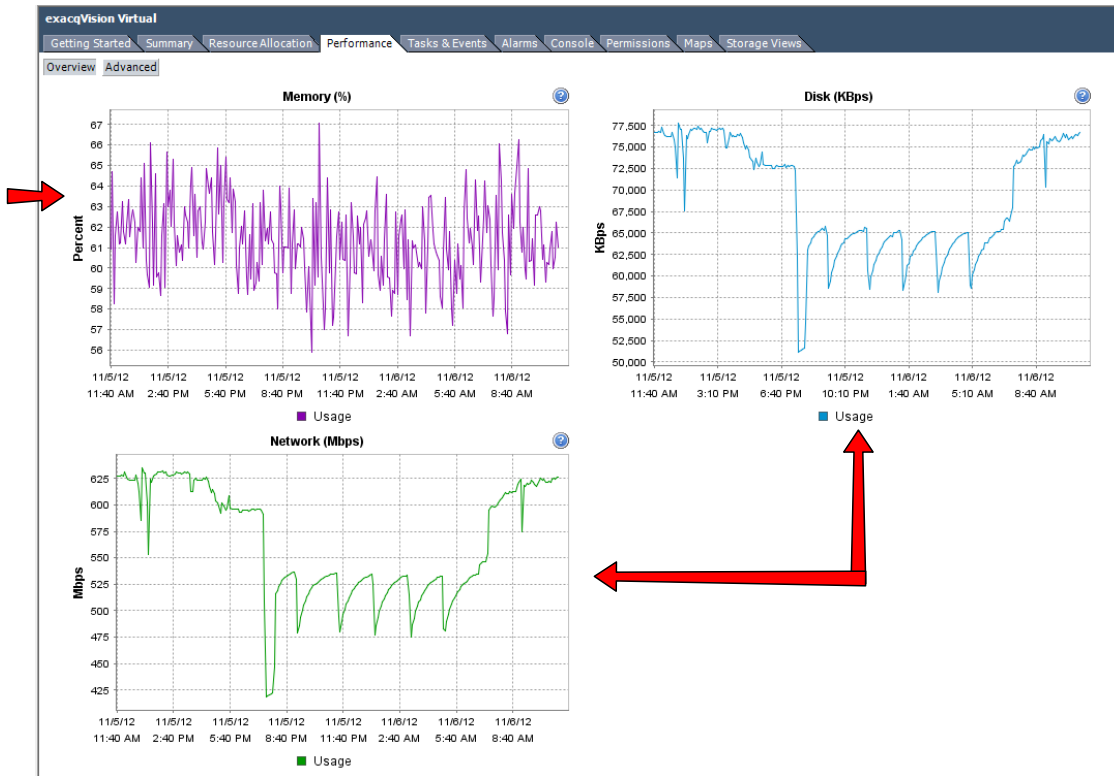 exacqVision Virtual
Getting Started Summary Resource Allocation Performance Tasks & Events Alarms Console Permissions Maps Storage Views
Overview Advanced
Memory (%)
?
67
66
65
64
63
62
61
60
59
58
57
56
Percent
11/5/12 11/5/12 11/5/12 11/5/12 11/5/12 11/6/12 11/6/12 11/6/12
11:40 AM 2:40 PM 5:40 PM 8:40 PM 11:40 PM 2:40 AM 5:40 AM 8:40 AM
Usage
Disk (KBps)
?
77,500
75,000
72,500
70,000
67,500
65,000
62,500
60,000
57,500
55,000
52,500
50,000
KBps
11/5/12 11/5/12 11/5/12 11/5/12 11/6/12 11/6/12 11/6/12
11:40 AM 3:10 PM 6:40 PM 10:10 PM 1:40 AM 5:10 AM 8:40 AM
Usage
Network (Mbps)
?
625
600
575
550
525
500
475
450
425
Mbps
11/5/12 11/5/12 11/5/12 11/5/12 11/5/12 11/6/12 11/6/12 11/6/12
11:40 AM 2:40 PM 5:40 PM 8:40 PM 11:40 PM 2:40 AM 5:40 AM 8:40 AM
Usage